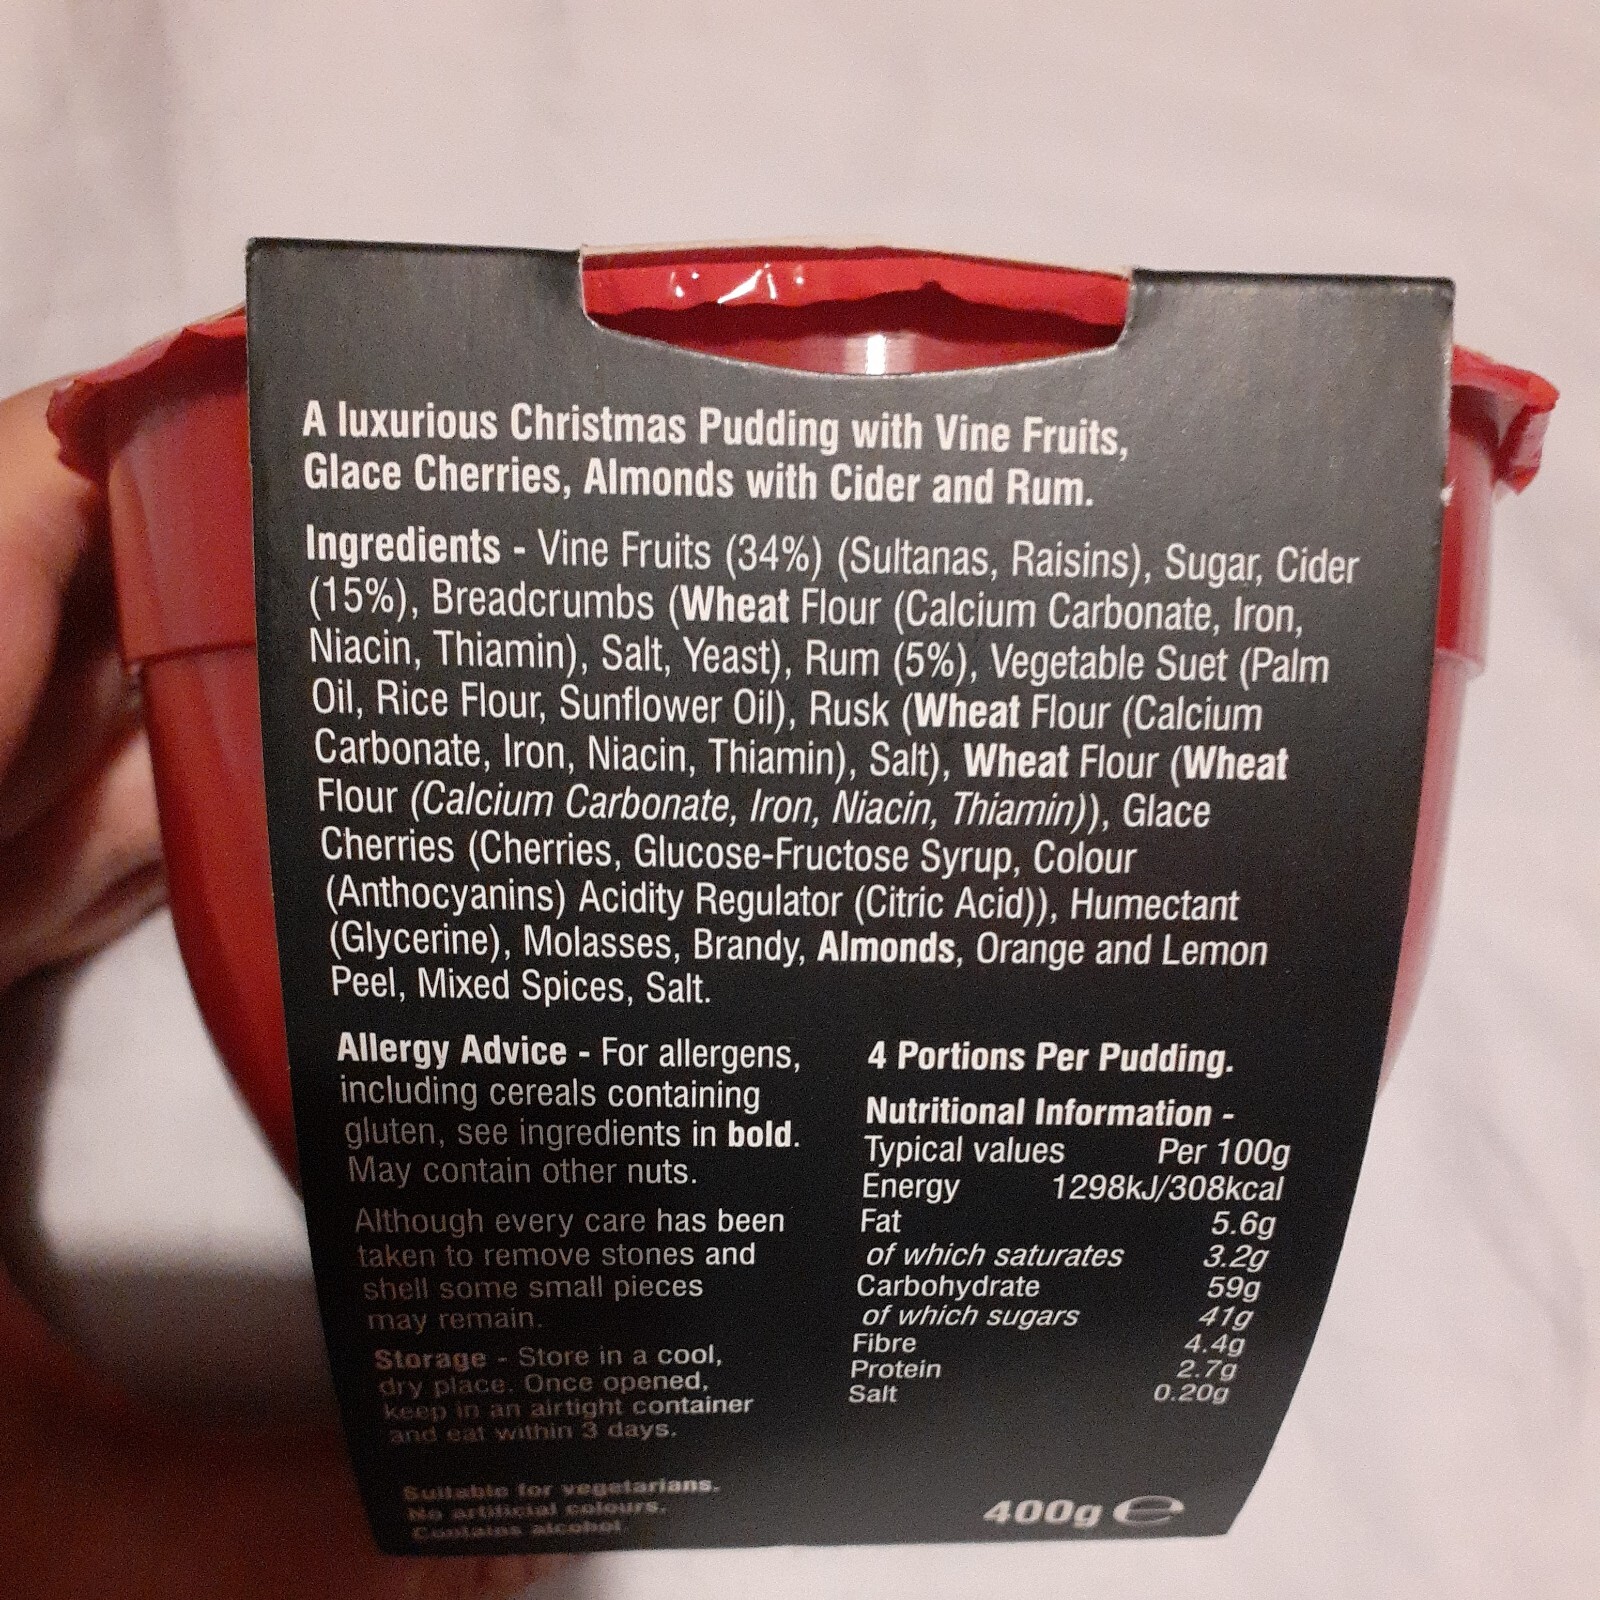 A luxurious Christmas Pudding with Vine Fruits,
Glace Cherries, Almonds with Cider and Rum.
Ingredients - Vine Fruits (34%) (Sultanas, Raisins), Sugar, Cider
(15%), Breadcrumbs (Wheat Flour (Calcium Carbonate, Iron,
Niacin, Thiamin), Salt, Yeast), Rum (5%), Vegetable Suet (Palm
Oil, Rice Flour, Sunflower Oil), Rusk (Wheat Flour (Calcium
Carbonate, Iron, Niacin, Thiamin), Salt), Wheat Flour (Wheat
Flour (Calcium Carbonate, Iron, Niacin, Thiamin)), Glace
Cherries (Cherries, Glucose-Fructose Syrup, Colour
(Anthocyanins) Acidity Regulator (Citric Acid)), Humectant
(Glycerine), Molasses, Brandy, Almonds, Orange and Lemon
Peel, Mixed Spices, Salt.
Allergy Advice - For allergens,
including cereals containing
gluten, see ingredients in bold.
May contain other nuts.
Although every care has been
taken to remove stones and
shell some small pieces
may remain.
Storage - Store in a cool,
dry place. Once opened,
keep in an airtight container
and eat within 3 days.
Suitable for vegetarians.
No artificial colours.
Contains alcohol
4 Portions Per Pudding.
Nutritional Information -
Typical values Per 100g
Energy 1298kJ/308kcal
Fat 5.6g
of which saturates 3.2g
Carbohydrate 59g
of which sugars 41g
Fibre 4.4g
Protein 2.7g
Salt 0.20g
400g ℮